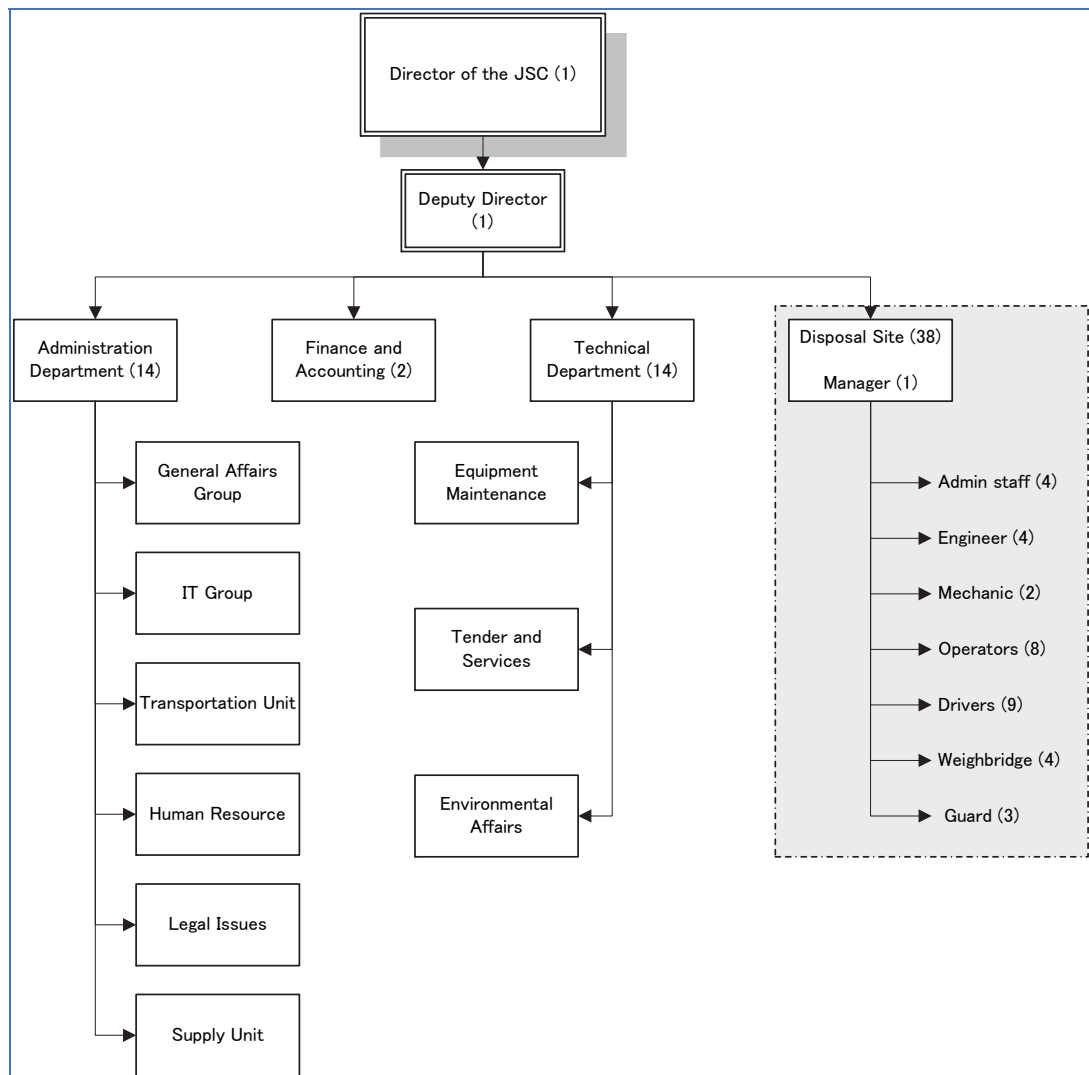 Director of the JSC (1)
Deputy Director
(1)
Administration
Department (14)
Finance and
Accounting (2)
Technical
Department (14)
Disposal Site (38)
Manager (1)
General Affairs
Group
IT Group
Transportation Unit
Human Resource
Legal Issues
Supply Unit
Equipment
Maintenance
Tender and
Services
Environmental
Affairs
Admin staff (4)
Engineer (4)
Mechanic (2)
Operators (8)
Drivers (9)
Weighbridge (4)
Guard (3)